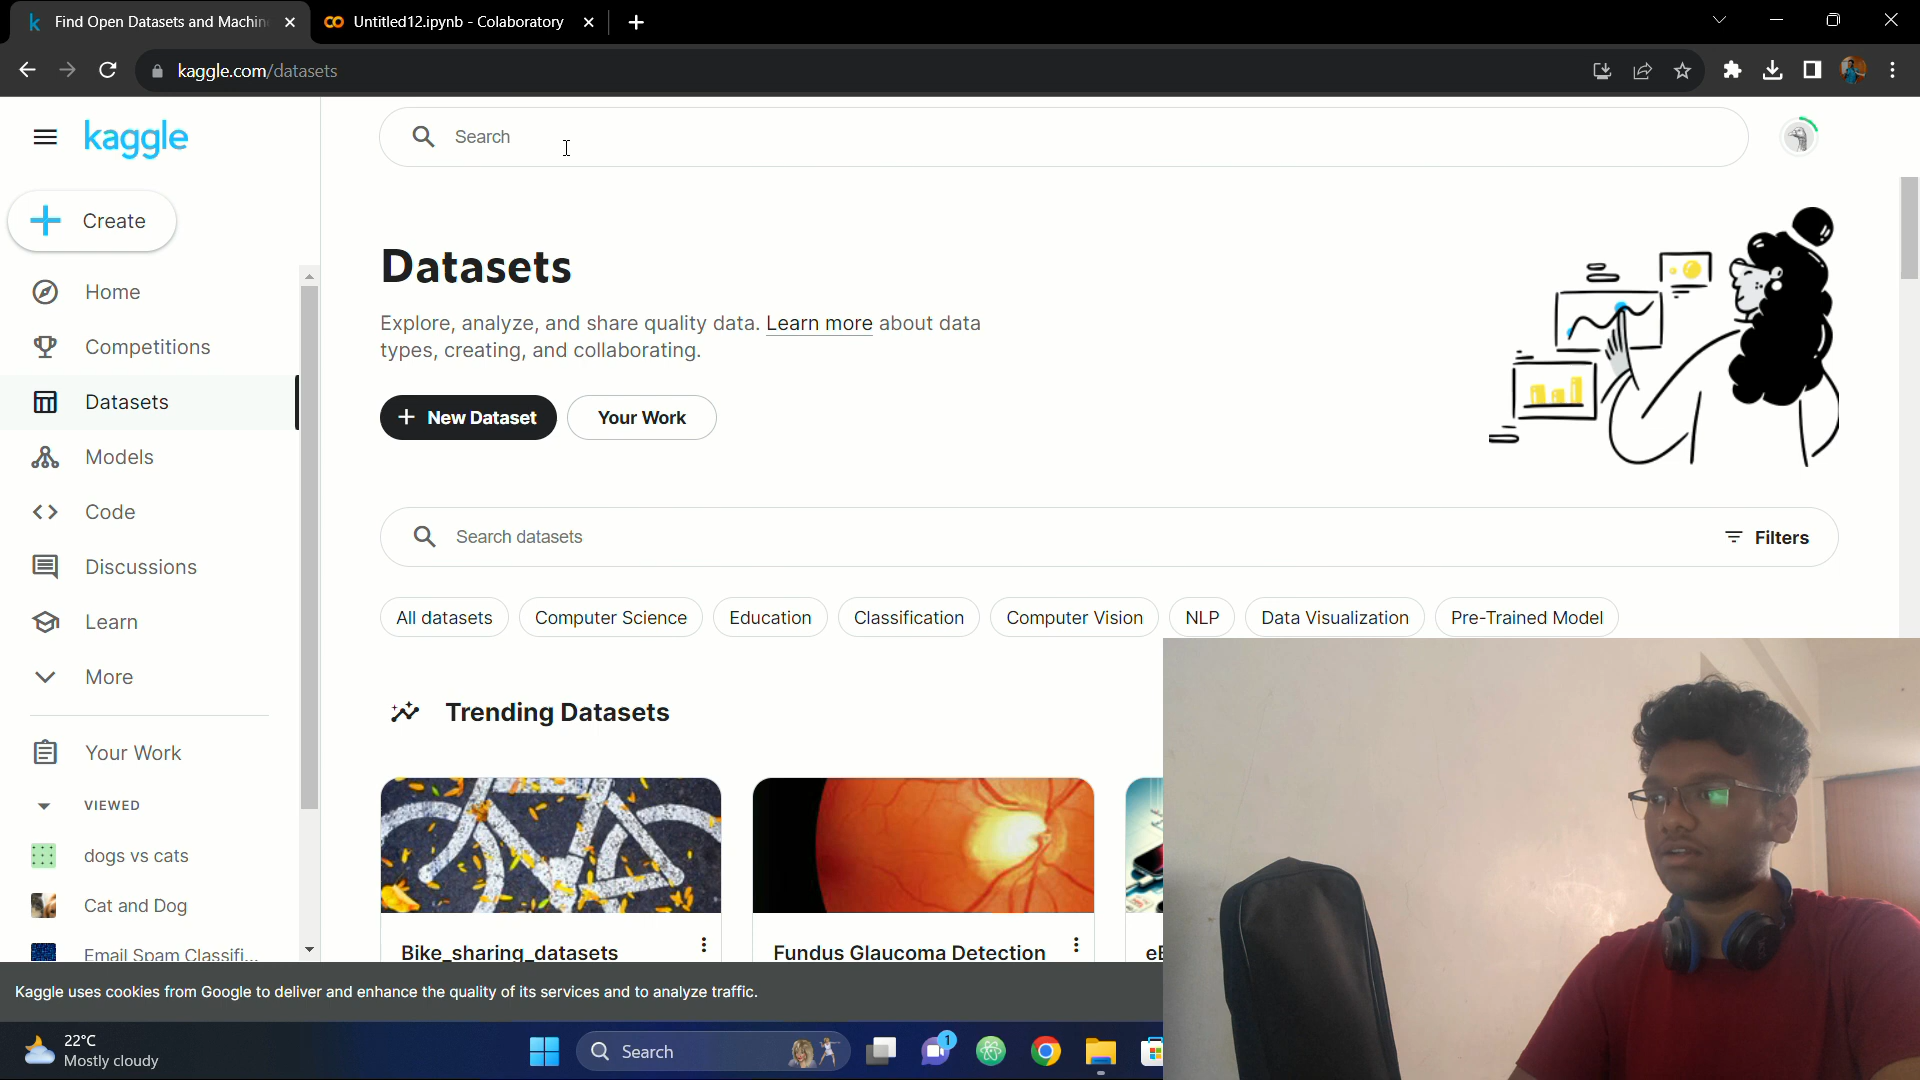 Find Open Datasets and Machin
Untitled12.ipynb - Colaboratory
kaggle.com/datasets
kaggle
Search
Create
Home
Competitions
Datasets
Models
Code
Discussions
Learn
More
Your Work
VIEWED
dogs vs cats
Cat and Dog
Email Spam Classifi...
Datasets
Explore, analyze, and share quality data. Learn more about data
types, creating, and collaborating.
+ New Dataset
Your Work
Search datasets
Filters
All datasets
Computer Science
Education
Classification
Computer Vision
NLP
Data Visualization
Pre-Trained Model
Trending Datasets
Bike_sharing_datasets
Fundus Glaucoma Detection
Kaggle uses cookies from Google to deliver and enhance the quality of its services and to analyze traffic.
22°C
Mostly cloudy
Search
1